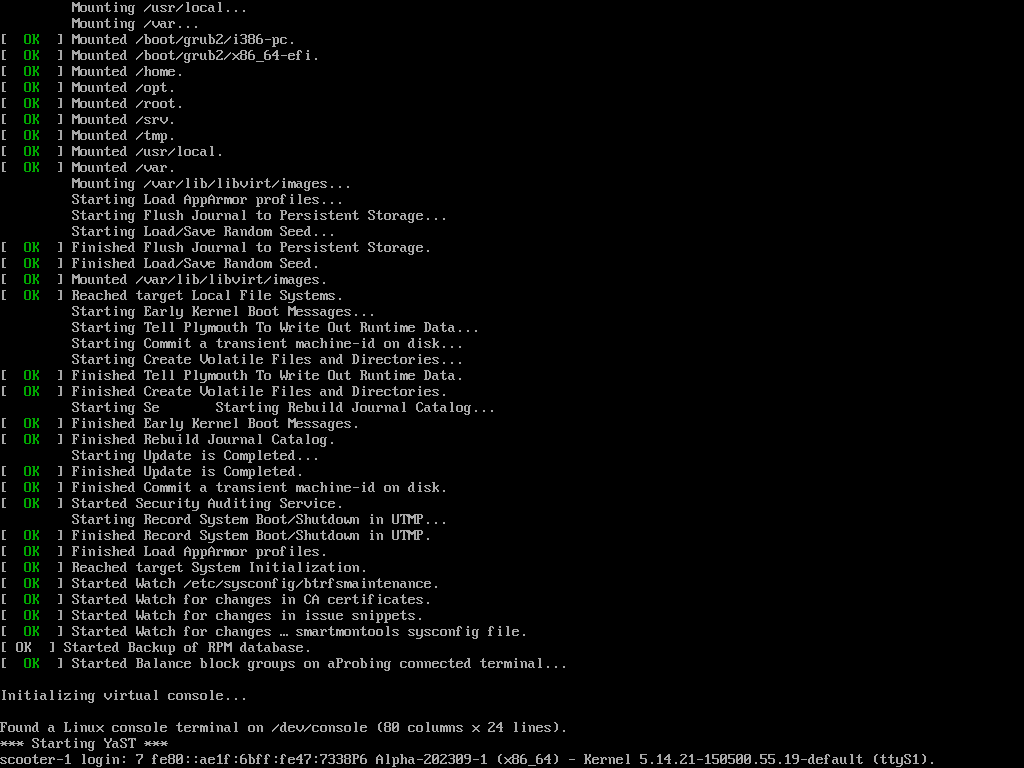 Mounting /usr/local...
Mounting /var...
[  OK  ] Mounted /boot/grub2/i386-pc.
[  OK  ] Mounted /boot/grub2/x86_64-efi.
[  OK  ] Mounted /home.
[  OK  ] Mounted /opt.
[  OK  ] Mounted /root.
[  OK  ] Mounted /srv.
[  OK  ] Mounted /tmp.
[  OK  ] Mounted /usr/local.
[  OK  ] Mounted /var.
Mounting /var/lib/libvirt/images...
Starting Load AppArmor profiles...
Starting Flush Journal to Persistent Storage...
Starting Load/Save Random Seed...
[  OK  ] Finished Flush Journal to Persistent Storage.
[  OK  ] Finished Load/Save Random Seed.
[  OK  ] Mounted /var/lib/libvirt/images.
[  OK  ] Reached target Local File Systems.
Starting Early Kernel Boot Messages...
Starting Tell Plymouth To Write Out Runtime Data...
Starting Commit a transient machine-id on disk...
Starting Create Volatile Files and Directories...
[  OK  ] Finished Tell Plymouth To Write Out Runtime Data.
[  OK  ] Finished Create Volatile Files and Directories.
Starting Se       Starting Rebuild Journal Catalog...
[  OK  ] Finished Early Kernel Boot Messages.
[  OK  ] Finished Rebuild Journal Catalog.
Starting Update is Completed...
[  OK  ] Finished Update is Completed.
[  OK  ] Finished Commit a transient machine-id on disk.
[  OK  ] Started Security Auditing Service.
Starting Record System Boot/Shutdown in UTMP...
[  OK  ] Finished Record System Boot/Shutdown in UTMP.
[  OK  ] Finished Load AppArmor profiles.
[  OK  ] Reached target System Initialization.
[  OK  ] Started Watch /etc/sysconfig/btrfsmaintenance.
[  OK  ] Started Watch for changes in CA certificates.
[  OK  ] Started Watch for changes in issue snippets.
[  OK  ] Started Watch for changes … smartmontools sysconfig file.
[ OK  ] Started Backup of RPM database.
[  OK  ] Started Balance block groups on aProbing connected terminal...
Initializing virtual console...
Found a Linux console terminal on /dev/console (80 columns x 24 lines).
*** Starting YaST ***
scooter-1 login: 7 fe80::ae1f:6bff:fe47:7338P6 Alpha-202309-1 (x86_64) - Kernel 5.14.21-150500.55.19-default (ttyS1).